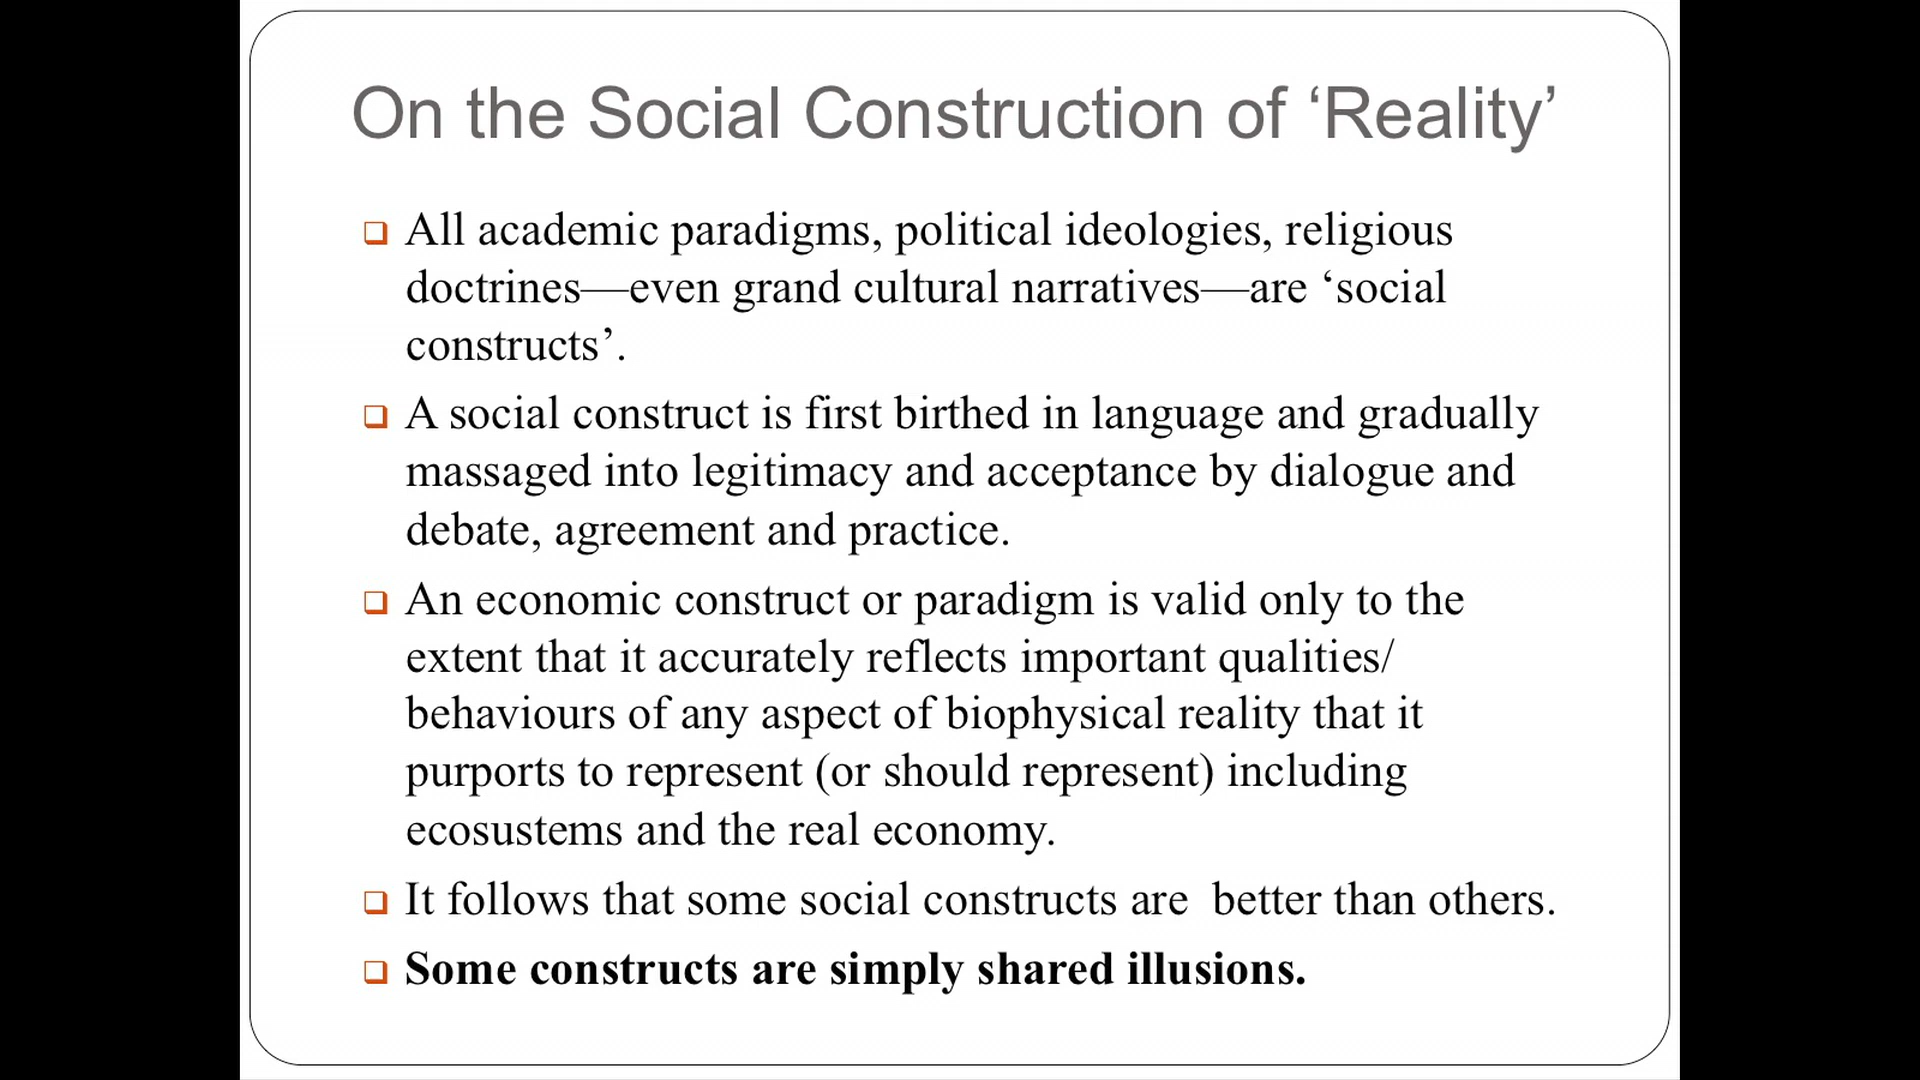 On the Social Construction of ‘Reality’
All academic paradigms, political ideologies, religious
doctrines—even grand cultural narratives—are ‘social
constructs’.
A social construct is first birthed in language and gradually
massaged into legitimacy and acceptance by dialogue and
debate, agreement and practice.
An economic construct or paradigm is valid only to the
extent that it accurately reflects important qualities/
behaviours of any aspect of biophysical reality that it
purports to represent (or should represent) including
ecosustems and the real economy.
It follows that some social constructs are  better than others.
Some constructs are simply shared illusions.